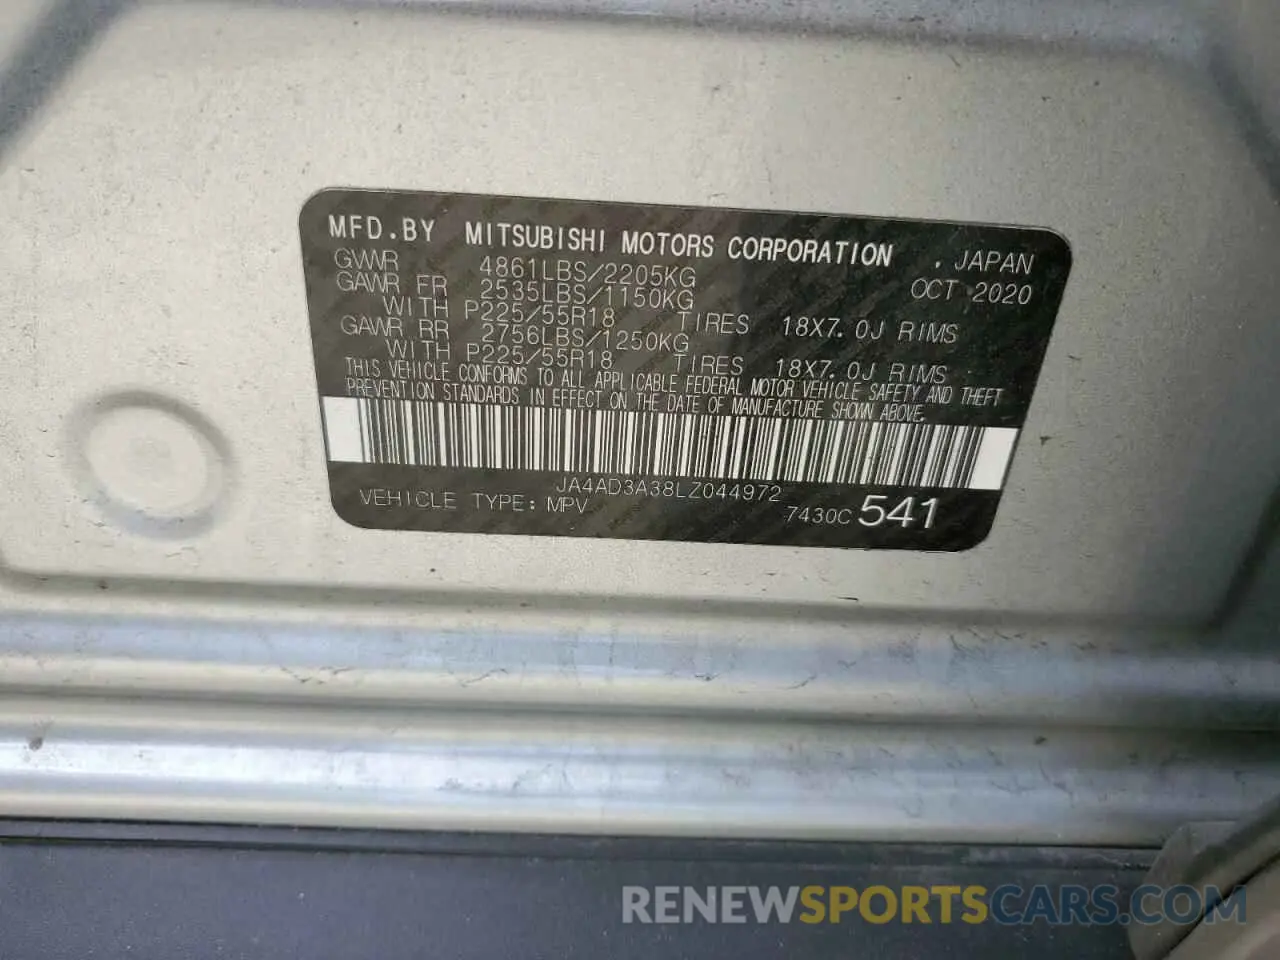 MFD.BY MITSUBISHI MOTORS CORPORATION . JAPAN
GVWR 4861LBS/2205KG OCT 2020
GAWR FR 2535LBS/1150KG
WITH P225/55R18 TIRES 18X7.0J RIMS
GAWR RR 2756LBS/1250KG
WITH P225/55R18 TIRES 18X7.0J RIMS
THIS VEHICLE CONFORMS TO ALL APPLICABLE FEDERAL MOTOR VEHICLE SAFETY AND THEFT
PREVENTION STANDARDS IN EFFECT ON THE DATE OF MANUFACTURE SHOWN ABOVE.
JA4AD3A38LZ044972
VEHICLE TYPE: MPV 7430C 541
RENEWSPORTSCARS.COM